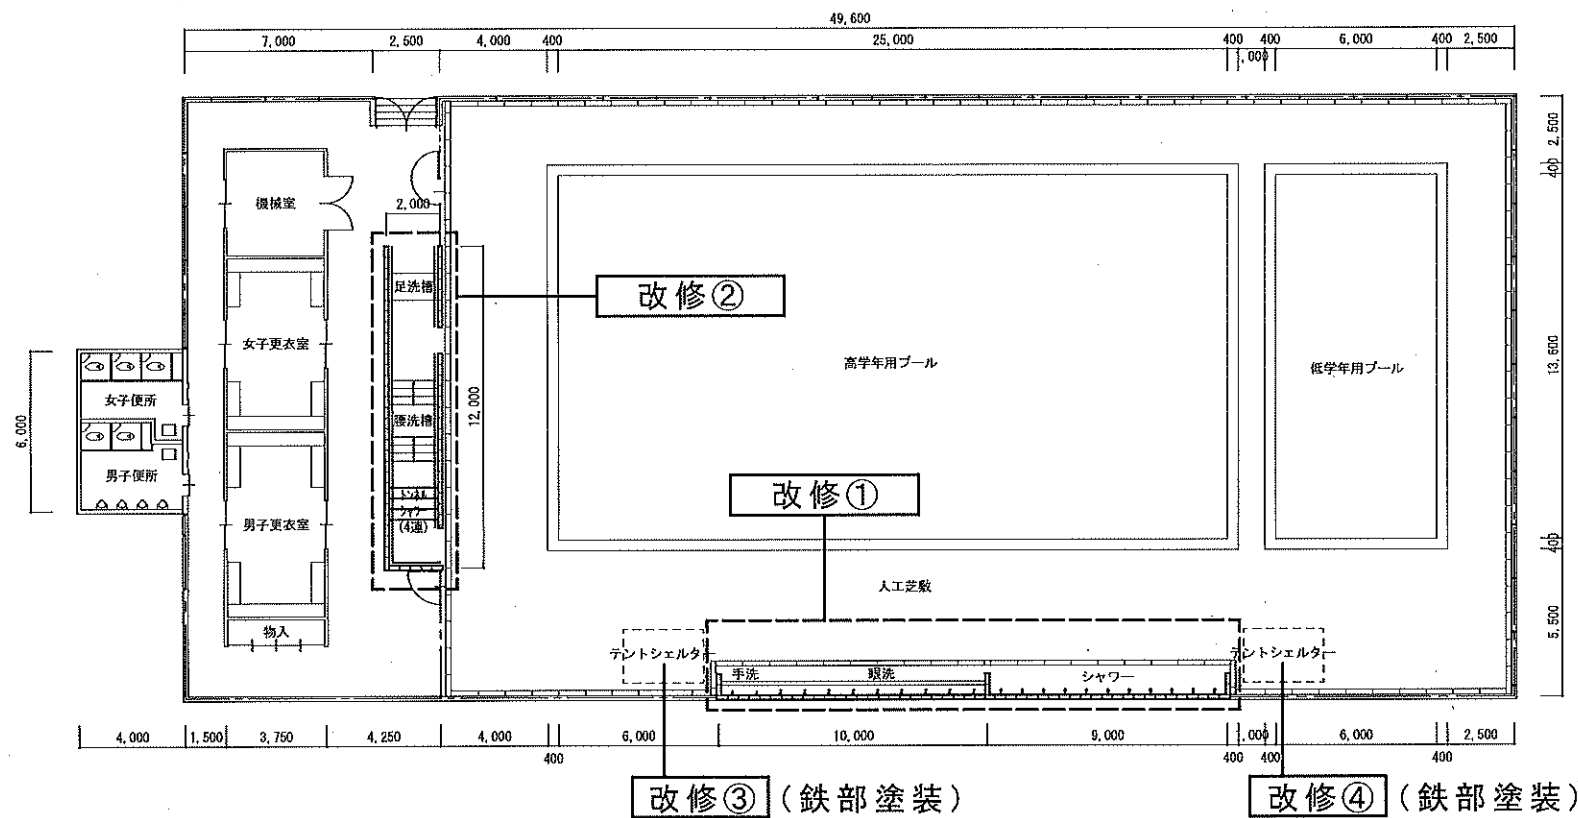 49,600
7,000 2,500 4,000 400 25,000 400 400 6,000 400 2,500
,000
2,500
400
機械室
2,000
足洗槽
改修②
女子更衣室
高学年用プール
低学年用プール
13,600
女子便所
6,000
腰洗槽
12,000
男子便所
改修①
トンネル
シャワー
(4連)
男子更衣室
400
人工芝敷
5,500
物入
テントシェルター
テントシェルター
手洗 眼洗 シャワー
4,000 1,500 3,750 4,250 4,000 6,000 10,000 9,000 ,000 6,000 2,500
400 400 400 400
改修③ (鉄部塗装)
改修④ (鉄部塗装)